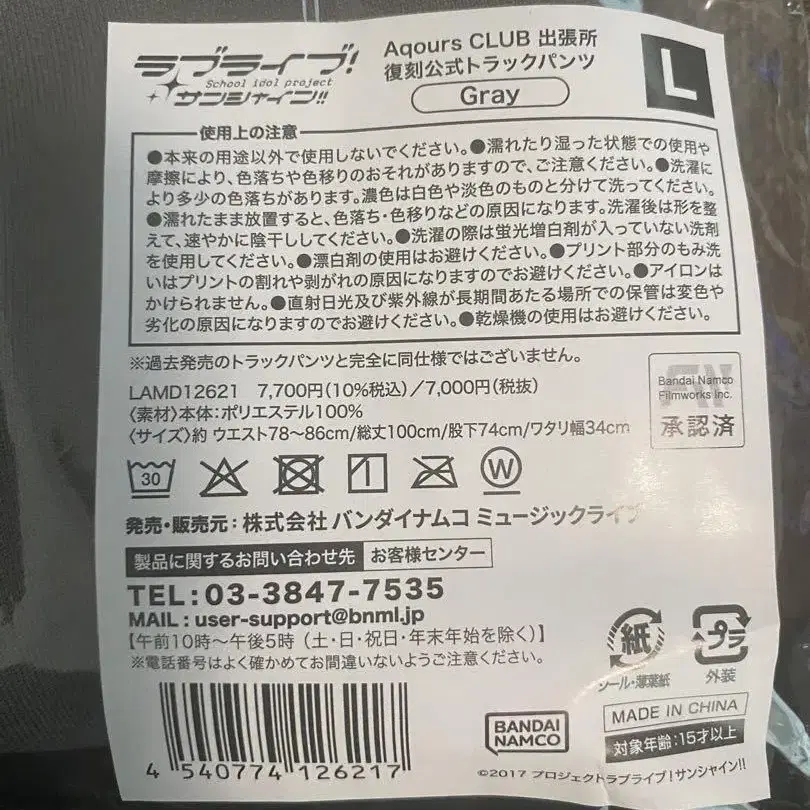 ラブライブ!
School idol project
サンシャイン!!
Aqours CLUB 出張所
復刻公式トラックパンツ
Gray
L
使用上の注意
●本来の用途以外で使用しないでください。●濡れたり湿った状態での使用や
摩擦により、色落ちや色移りのおそれがありますので、ご注意ください。●洗濯に
より多少の色落ちがあります。濃色は白色や淡色のものと分けて洗ってください。
●濡れたまま放置すると、色落ち・色移りなどの原因になります。洗濯後は形を整
えて、速やかに陰干ししてください。●洗濯の際は蛍光増白剤が入っていない洗剤
を使用してください。●漂白剤の使用はお避けください。●プリント部分のもみ洗
いはプリントの割れや剥がれの原因になりますのでお避けください。●アイロンは
かけられません。●直射日光及び紫外線が長期間あたる場所での保管は変色や
劣化の原因になりますのでお避けください。●乾燥機の使用はお避けください。
※過去発売のトラックパンツと完全に同仕様ではございません。
LAMD12621 7,700円(10%税込)/7,000円(税抜)
〈素材〉本体:ポリエステル100%
〈サイズ〉約 ウエスト78〜86cm/総丈100cm/股下74cm/ワタリ幅34cm
Bandai Namco
Filmworks Inc.
承認済
30
W
発売・販売元:株式会社 バンダイナムコ ミュージックライブ
製品に関するお問い合わせ先 お客様センター
TEL:03-3847-7535
MAIL:user-support@bnml.jp
【午前10時〜午後5時(土・日・祝日・年末年始を除く)】
※電話番号はよく確かめてお間違いないようご注意ください。
紙
シール・薄葉紙
プラ
外装
MADE IN CHINA
対象年齢:15才以上
BANDAI
NAMCO
4 540774 126217
©2017 プロジェクトラブライブ!サンシャイン!!